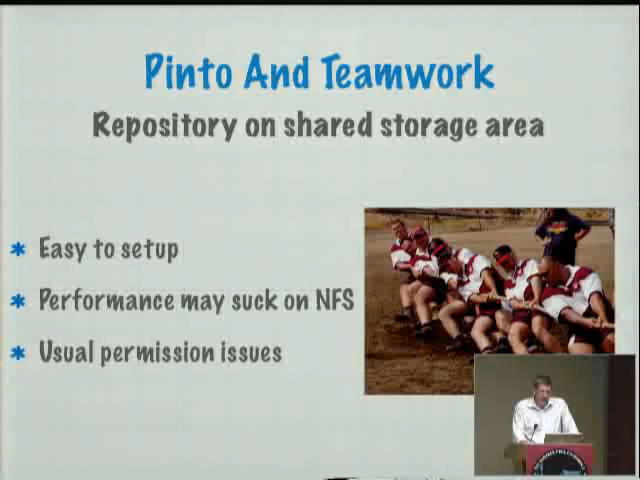 Pinto And Teamwork
Repository on shared storage area
* Easy to setup
* Performance may suck on NFS
* Usual permission issues